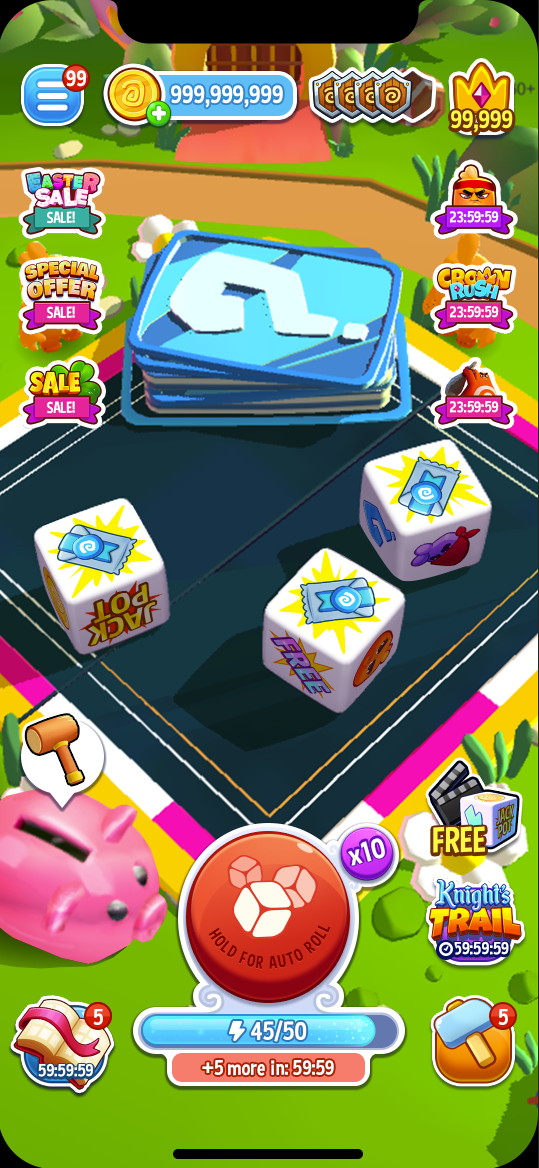 99
999,999,999
0+
99,999
EASTER
SALE
SALE!
23:59:59
SPECIAL
OFFER
SALE!
CROWN
RUSH
23:59:59
SALE
SALE!
23:59:59
JACK
POT
FREE
JACK
POT
FREE
x10
HOLD FOR AUTO ROLL
Knight's
TRAIL
59:59:59
5
59:59:59
45/50
+5 more in: 59:59
5